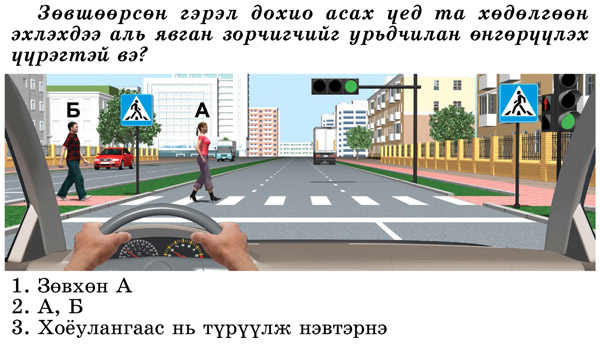 Зөвшөөрсөн гэрэл дохио асах үед та хөдөлгөөн
эхлэхдээ аль явган зорчигчийг урьдчилан өнгөрүүлэх
үүрэгтэй вэ?
Б
А
1. Зөвхөн А
2. А, Б
3. Хоёулангаас нь түрүүлж нэвтэрнэ